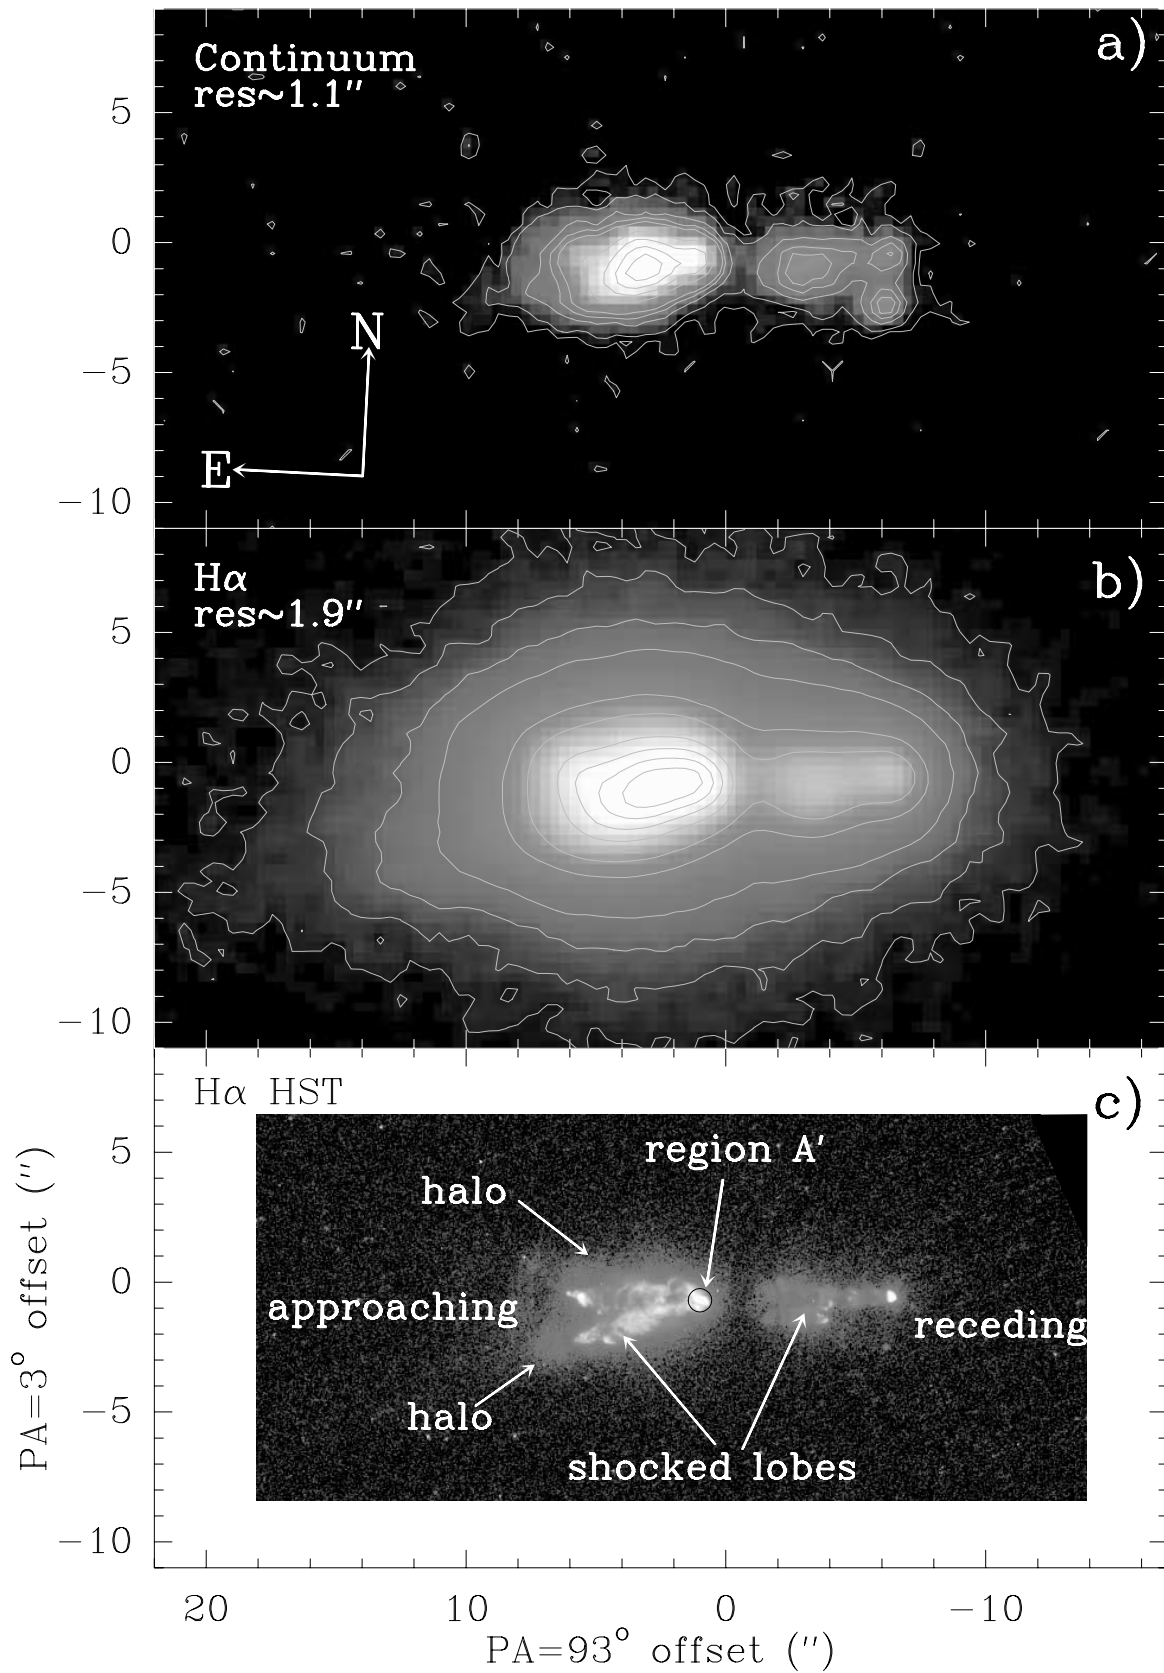 Continuum
res~1.1"
a)
5
0
−5
−10
N
E
Hα
res~1.9"
b)
5
0
−5
−10
Hα HST
c)
region A'
halo
approaching
receding
halo
shocked lobes
5
0
−5
−10
PA=3° offset (")
20
10
0
−10
PA=93° offset (")